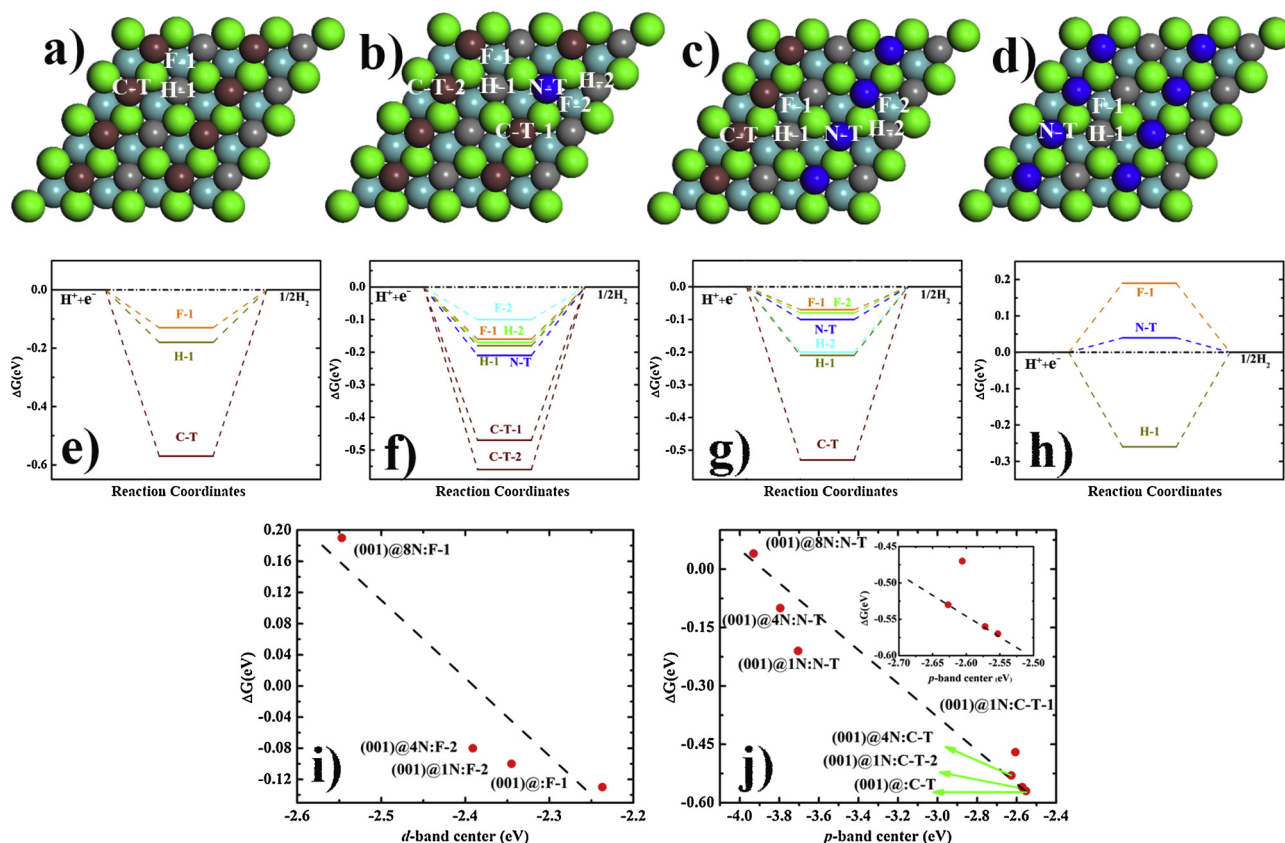 a)
F-1
C-T H-1
b)
F-1
C-T-2 H-1 N-T H-2
F-2
C-T-1
c)
F-1 F-2
C-T H-1 N-T H-2
d)
F-1
N-T H-1
0.0
-0.2
-0.4
-0.6
ΔG(eV)
H⁺+e⁻
1/2H₂
F-1
H-1
C-T
e)
Reaction Coordinates
0.0
-0.1
-0.2
-0.3
-0.4
-0.5
ΔG(eV)
H⁺+e⁻
1/2H₂
F-2
F-1 H-2
H-1 N-T
C-T-1
C-T-2
f)
Reaction Coordinates
0.0
-0.1
-0.2
-0.3
-0.4
-0.5
ΔG(eV)
H⁺+e⁻
1/2H₂
F-1 F-2
N-T
H-2
H-1
C-T
g)
Reaction Coordinates
0.2
0.1
0.0
-0.1
-0.2
-0.3
ΔG(eV)
H⁺+e⁻
1/2H₂
F-1
N-T
H-1
h)
Reaction Coordinates
0.20
0.16
0.12
0.08
0.04
0.00
-0.04
-0.08
-0.12
ΔG(eV)
(001)@8N:F-1
(001)@4N:F-2
(001)@1N:F-2
(001)@:F-1
i)
-2.6 -2.5 -2.4 -2.3 -2.2
d-band center (eV)
0.00
-0.15
-0.30
-0.45
-0.60
ΔG(eV)
(001)@8N:N-T
(001)@4N:N-T
(001)@1N:N-T
(001)@1N:C-T-1
(001)@4N:C-T
(001)@1N:C-T-2
(001)@:C-T
j)
-4.0 -3.8 -3.6 -3.4 -3.2 -3.0 -2.8 -2.6 -2.4
p-band center (eV)
-0.45
-0.50
-0.55
-0.60
ΔG(eV)
-2.70 -2.65 -2.60 -2.55 -2.50
p-band center (eV)